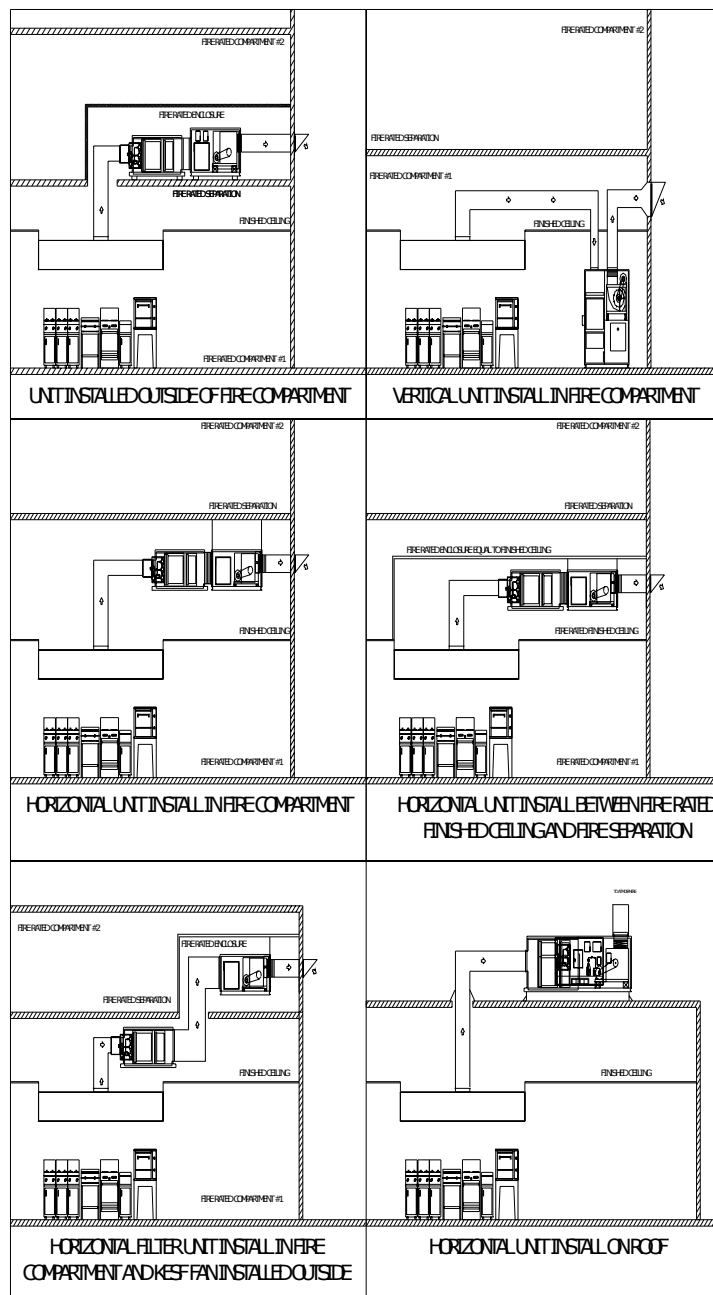 FIRE RATED COMPARTMENT #2
FIRE RATED ENCLOSURE
FIRE RATED SEPARATION
FINISHED CEILING
FIRE RATED COMPARTMENT #1
UNIT INSTALLED OUTSIDE OF FIRE COMPARTMENT
FIRE RATED COMPARTMENT #2
FIRE RATED SEPARATION
FIRE RATED COMPARTMENT #1
FINISHED CEILING
VERTICAL UNIT INSTALL IN FIRE COMPARTMENT
FIRE RATED COMPARTMENT #2
FIRE RATED SEPARATION
FINISHED CEILING
FIRE RATED COMPARTMENT #1
HORIZONTAL UNIT INSTALL IN FIRE COMPARTMENT
FIRE RATED COMPARTMENT #2
FIRE RATED SEPARATION
FIRE RATED ENCLOSURE EQUAL TO FINISHED CEILING
FIRE RATED FINISHED CEILING
FIRE RATED COMPARTMENT #1
HORIZONTAL UNIT INSTALL BETWEEN FIRE RATED
FINISHED CEILING AND FIRE SEPARATION
FIRE RATED COMPARTMENT #2
FIRE RATED ENCLOSURE
FIRE RATED SEPARATION
FINISHED CEILING
FIRE RATED COMPARTMENT #1
HORIZONTAL FILTER UNIT INSTALL IN FIRE
COMPARTMENT AND KESF FAN INSTALLED OUTSIDE
TO ATMOSPHERE
FINISHED CEILING
HORIZONTAL UNIT INSTALL ON ROOF